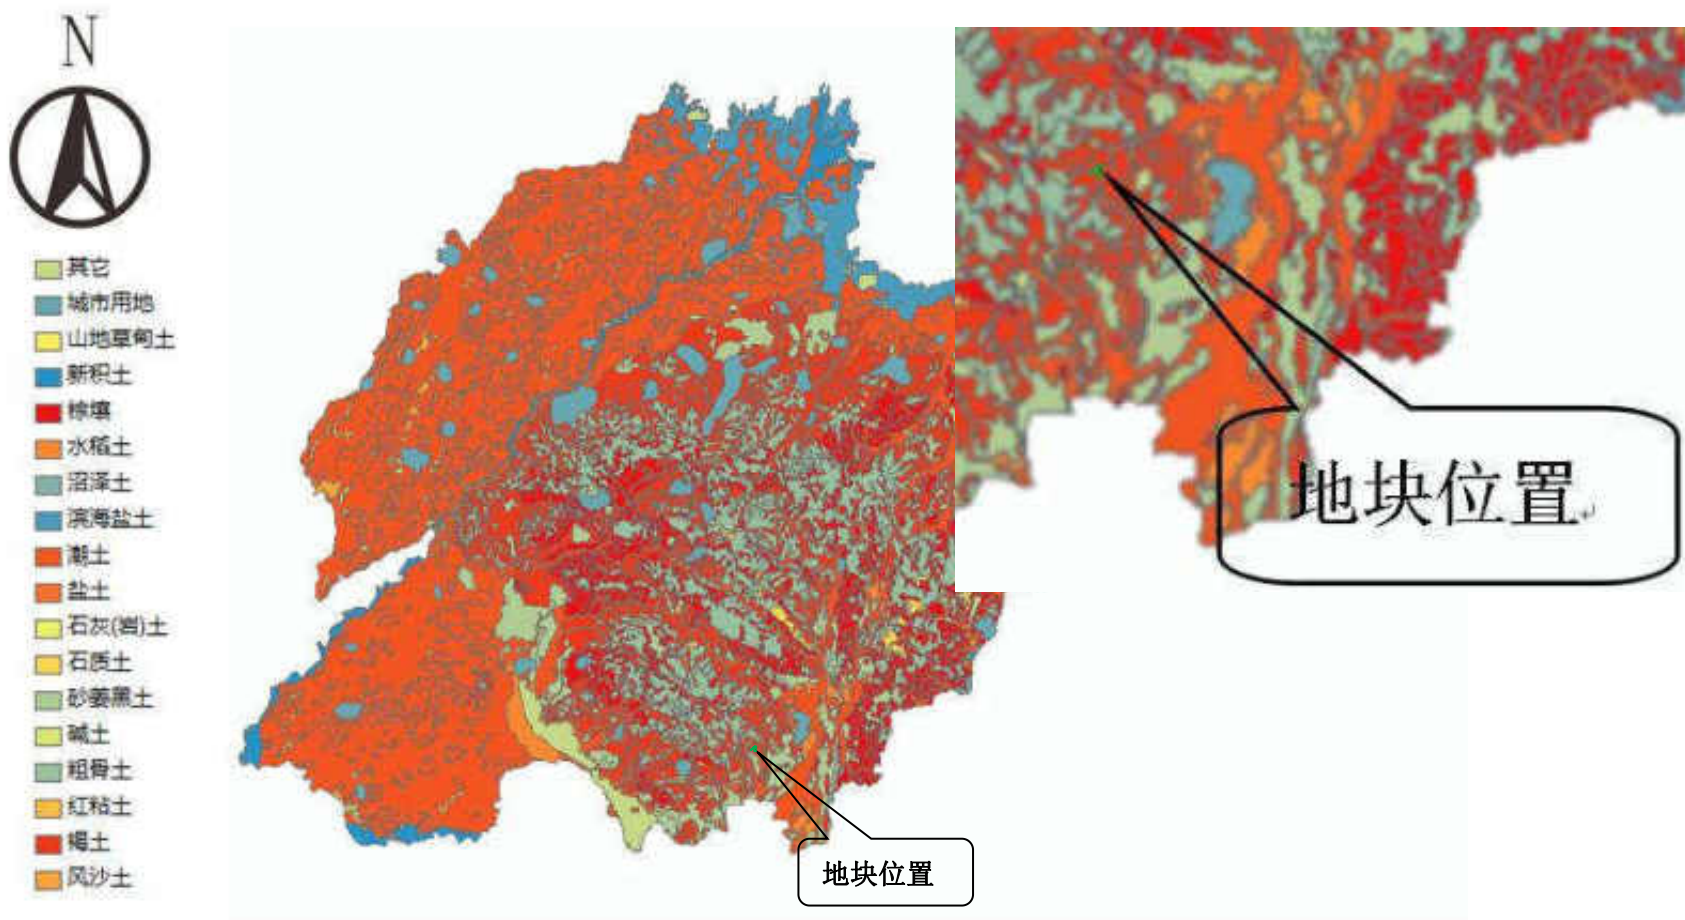 N
其它
城市用地
山地草甸土
新积土
棕壤
水稻土
沼泽土
滨海盐土
潮土
盐土
石灰(岩)土
石质土
砂姜黑土
碱土
粗骨土
红粘土
褐土
风沙土
地块位置
地块位置